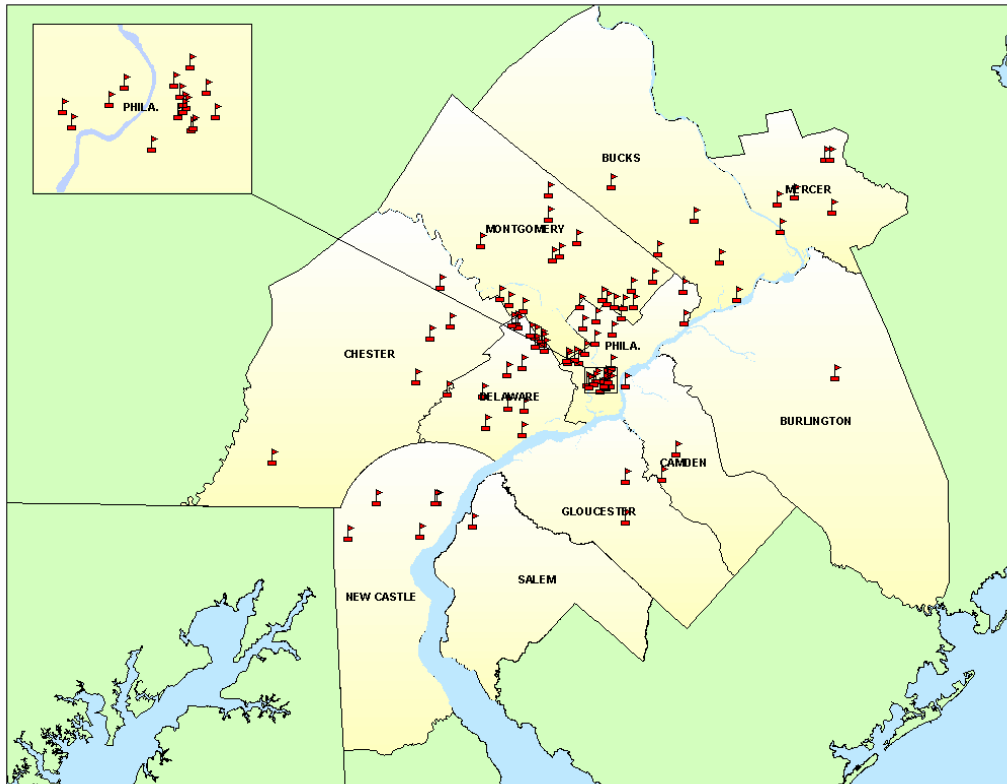 PHILA.
BUCKS
MERCER
MONTGOMERY
PHILA.
CHESTER
DELAWARE
BURLINGTON
CAMDEN
GLOUCESTER
SALEM
NEW CASTLE